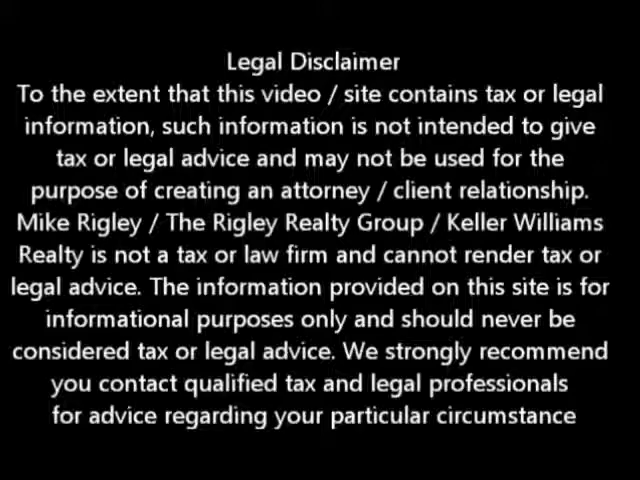 Legal Disclaimer
To the extent that this video / site contains tax or legal
information, such information is not intended to give
tax or legal advice and may not be used for the
purpose of creating an attorney / client relationship.
Mike Rigley / The Rigley Realty Group / Keller Williams
Realty is not a tax or law firm and cannot render tax or
legal advice. The information provided on this site is for
informational purposes only and should never be
considered tax or legal advice. We strongly recommend
you contact qualified tax and legal professionals
for advice regarding your particular circumstance